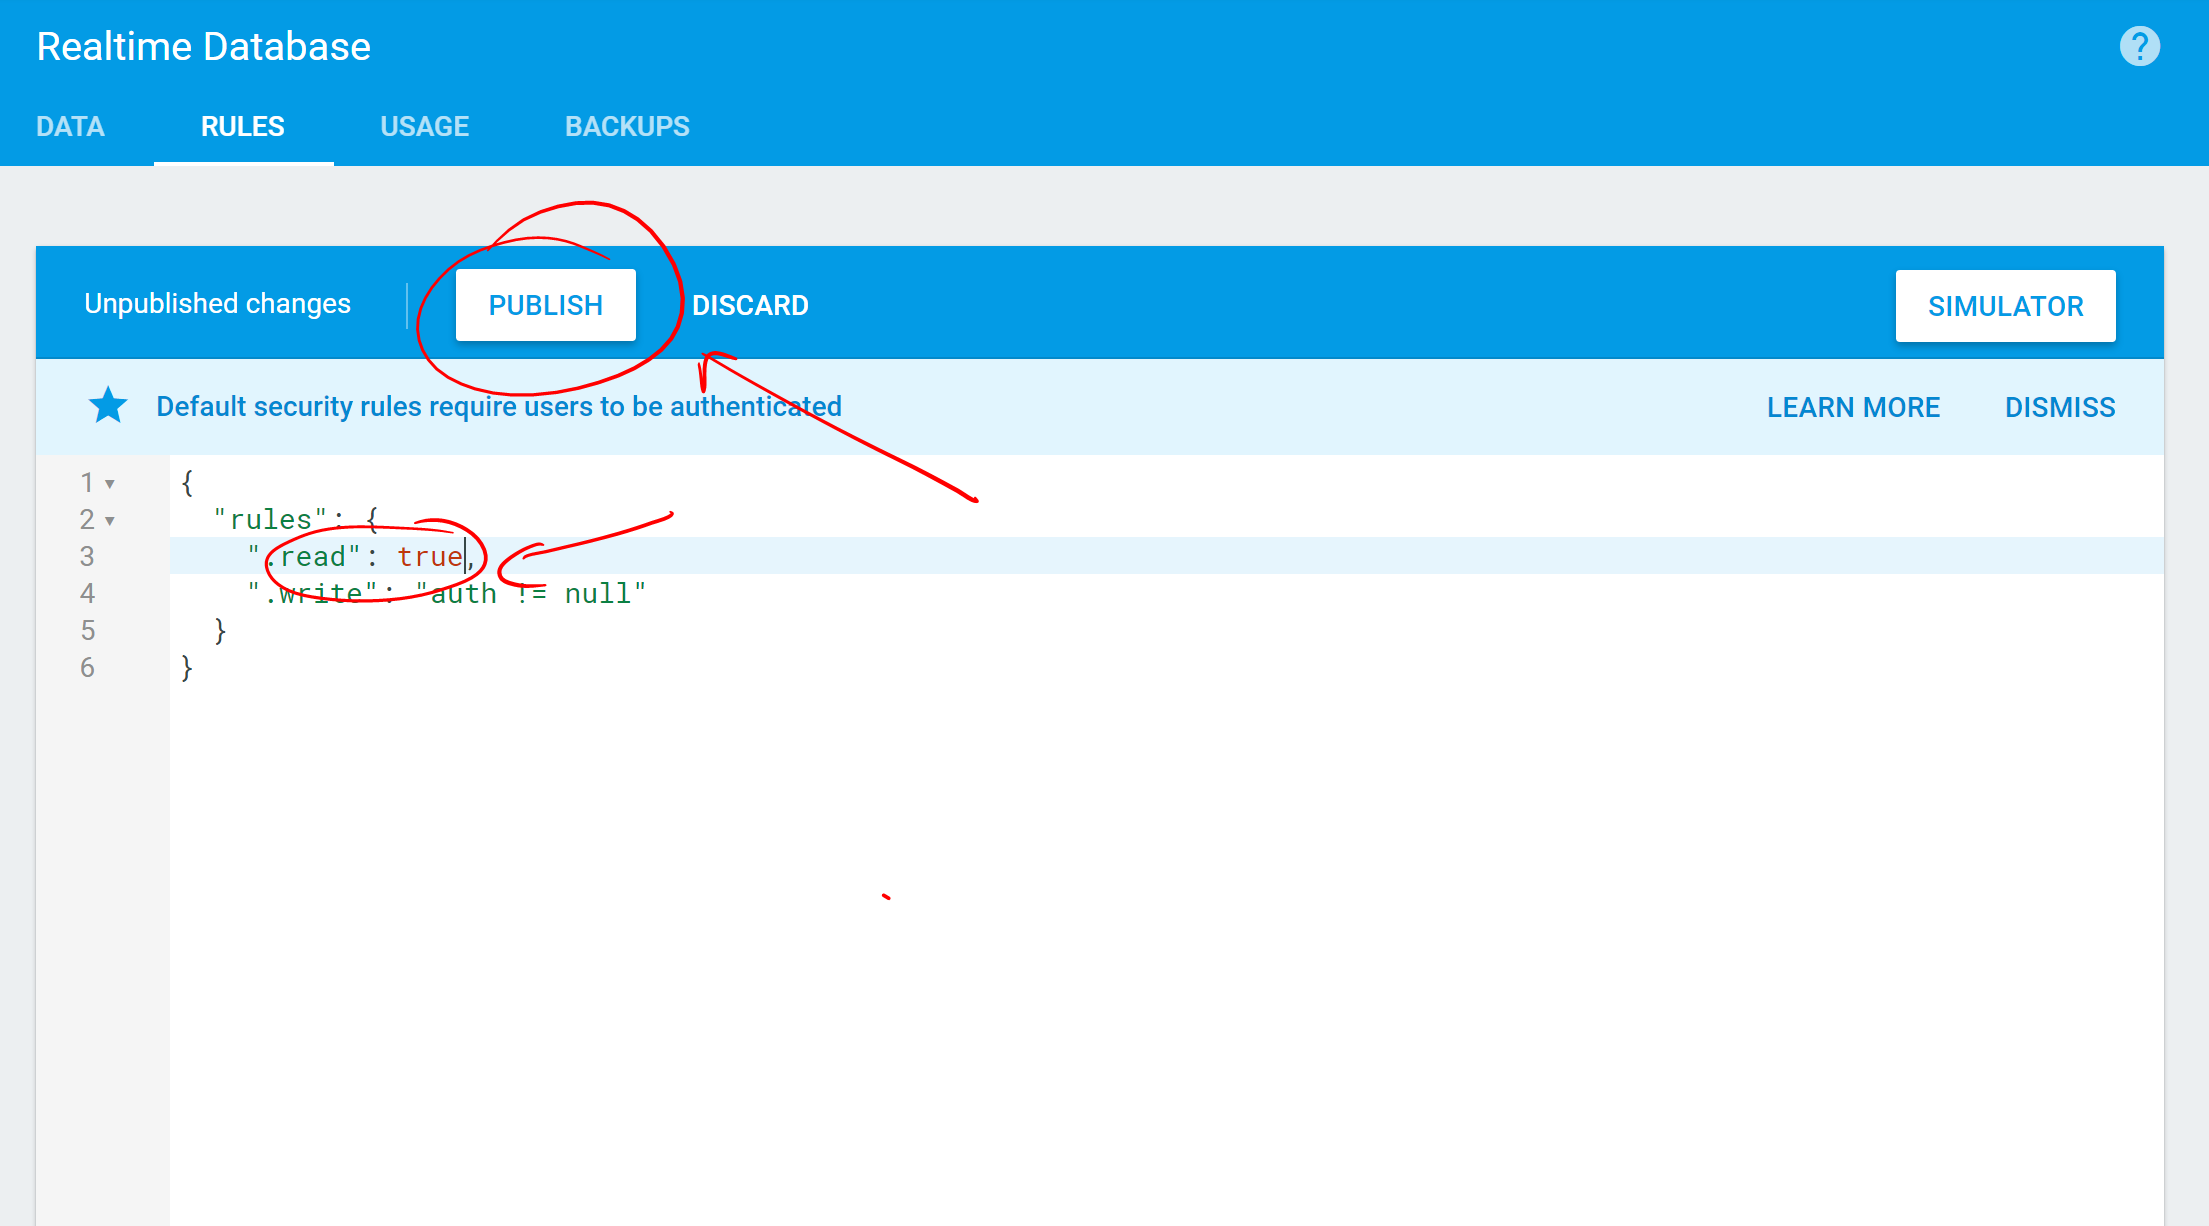 Realtime Database
?
DATA RULES USAGE BACKUPS
Unpublished changes PUBLISH DISCARD SIMULATOR
Default security rules require users to be authenticated LEARN MORE DISMISS
1 {
2 "rules": {
3 ".read": true,
4 ".write": "auth != null"
5 }
6 }